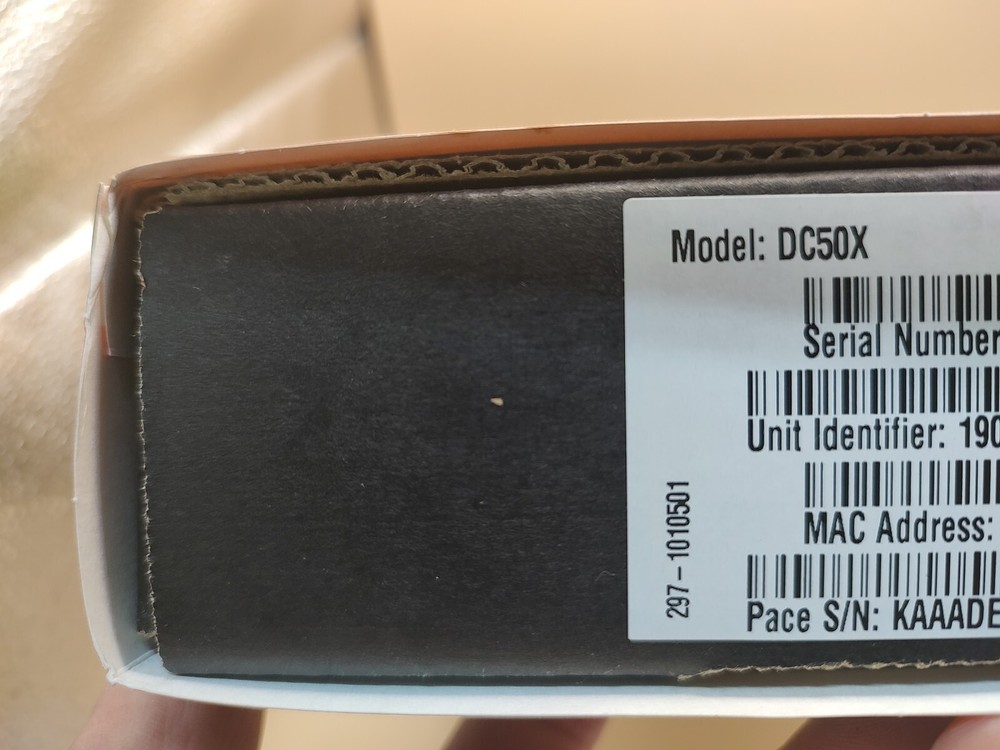 Model: DC50X
Serial Number
Unit Identifier: 190
MAC Address:
297-1010501
Pace S/N: KAAADE